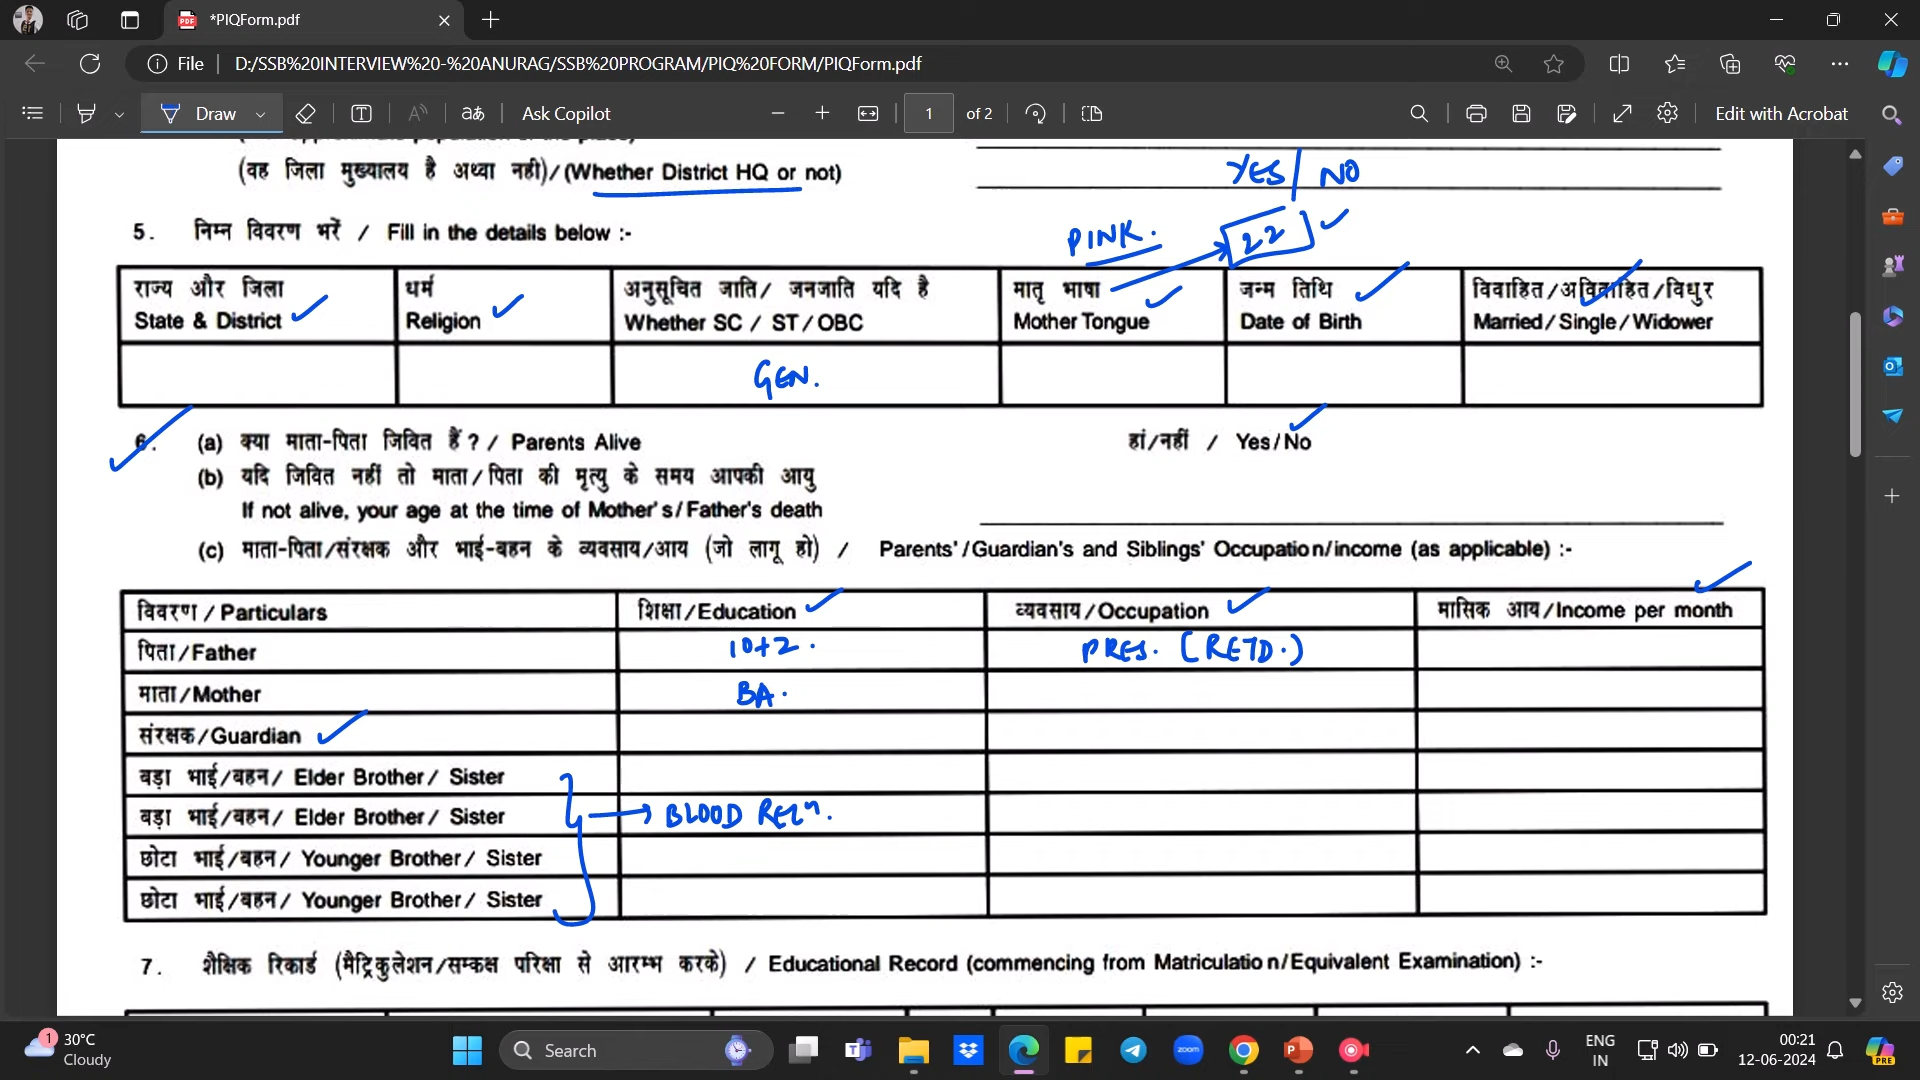 *PIQForm.pdf
File
D:/SSB%20INTERVIEW%20-%20ANURAG/SSB%20PROGRAM/PIQ%20FORM/PIQForm.pdf
Draw
Ask Copilot
1 of 2
Edit with Acrobat
(वह जिला मुख्यालय है अथवा नही)/(Whether District HQ or not)
YES/NO
5. निम्न विवरण भरें / Fill in the details below :-
PINK.
22
राज्य और जिला
State & District
धर्म
Religion
अनुसूचित जाति/ जनजाति यदि है
Whether SC / ST / OBC
मातृ भाषा
Mother Tongue
जन्म तिथि
Date of Birth
विवाहित/अविवाहित/विधुर
Married/Single/Widower
GEN.
6. (a) क्या माता-पिता जिवित हैं? / Parents Alive हां/नहीं / Yes/No
(b) यदि जिवित नहीं तो माता/पिता की मृत्यु के समय आपकी आयु
If not alive, your age at the time of Mother's/Father's death
(c) माता-पिता/संरक्षक और भाई-बहन के व्यवसाय/आय (जो लागू हो) / Parents'/Guardian's and Siblings' Occupation/income (as applicable) :-
विवरण/Particulars शिक्षा/Education व्यवसाय/Occupation मासिक आय/Income per month
पिता/Father 10+2. PRES. (RETD.)
माता/Mother BA.
संरक्षक/Guardian
बड़ा भाई/बहन/ Elder Brother/ Sister
बड़ा भाई/बहन/ Elder Brother/ Sister BLOOD RELn.
छोटा भाई/बहन/ Younger Brother/ Sister
छोटा भाई/बहन/ Younger Brother/ Sister
7. शैक्षिक रिकार्ड (मैट्रिकुलेशन/समकक्ष परिक्षा से आरम्भ करके) / Educational Record (commencing from Matriculation/Equivalent Examination) :-
1
30°C
Cloudy
Search
zoom
ENG
IN
00:21
12-06-2024
PRE